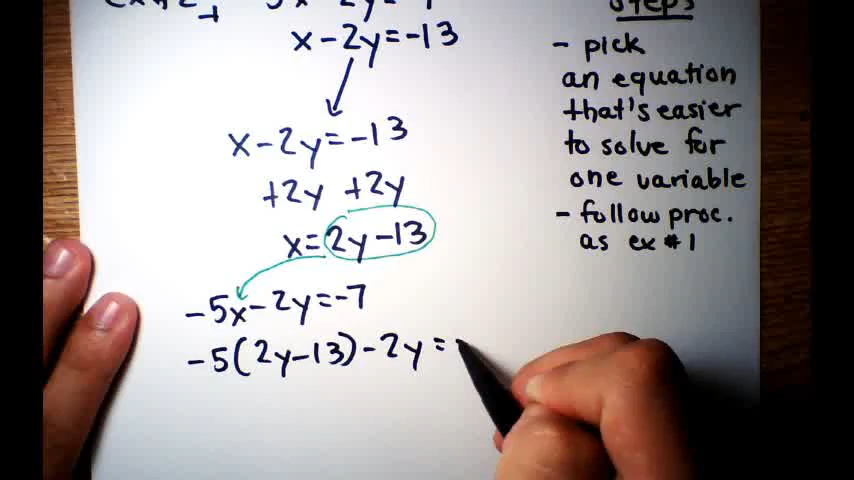 x-2y=-13
x-2y=-13
+2y +2y
x=2y-13
-5x-2y=-7
-5(2y-13)-2y=
Steps
- pick
an equation
that's easier
to solve for
one variable
- follow proc.
as ex #1